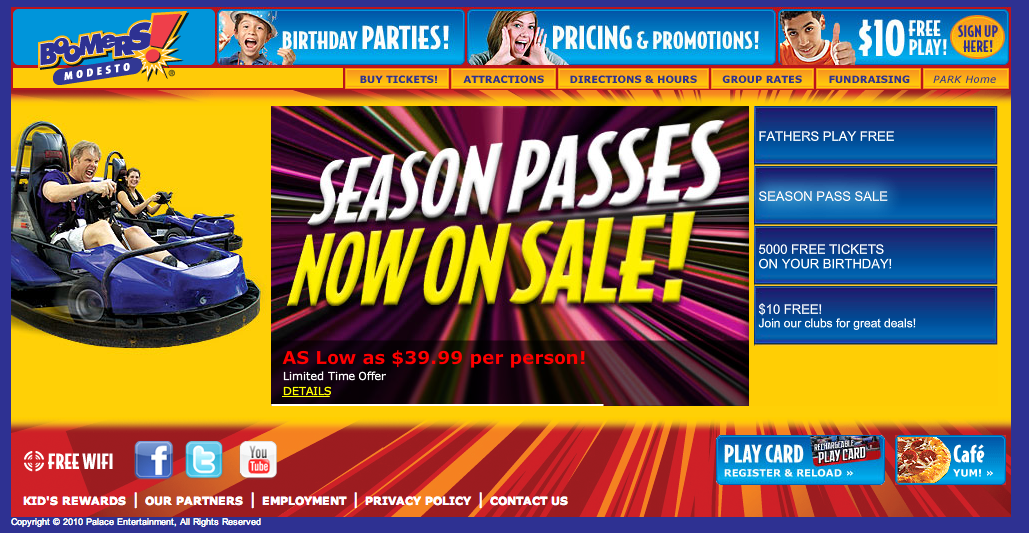 BOOMERS!
MODESTO
®
BIRTHDAY PARTIES!
PRICING & PROMOTIONS!
$10 FREE PLAY!
SIGN UP HERE!
BUY TICKETS!
ATTRACTIONS
DIRECTIONS & HOURS
GROUP RATES
FUNDRAISING
PARK Home
SEASON PASSES
NOW ON SALE!
AS Low as $39.99 per person!
Limited Time Offer
DETAILS
FATHERS PLAY FREE
SEASON PASS SALE
5000 FREE TICKETS
ON YOUR BIRTHDAY!
$10 FREE!
Join our clubs for great deals!
FREE WIFI
f
t
You
Tube
PLAY CARD
REGISTER & RELOAD »
RECHARGEABLE
PLAY CARD
Café
YUM! »
KID'S REWARDS | OUR PARTNERS | EMPLOYMENT | PRIVACY POLICY | CONTACT US
Copyright © 2010 Palace Entertainment, All Rights Reserved